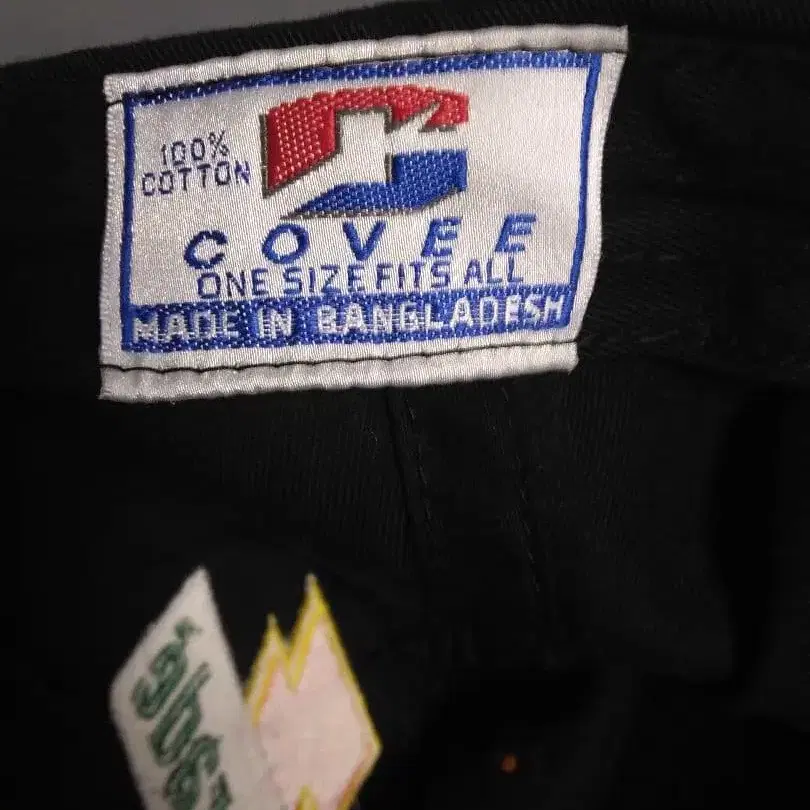 100%
COTTON
COVEE
ONE SIZE FITS ALL
MADE IN BANGLADESH